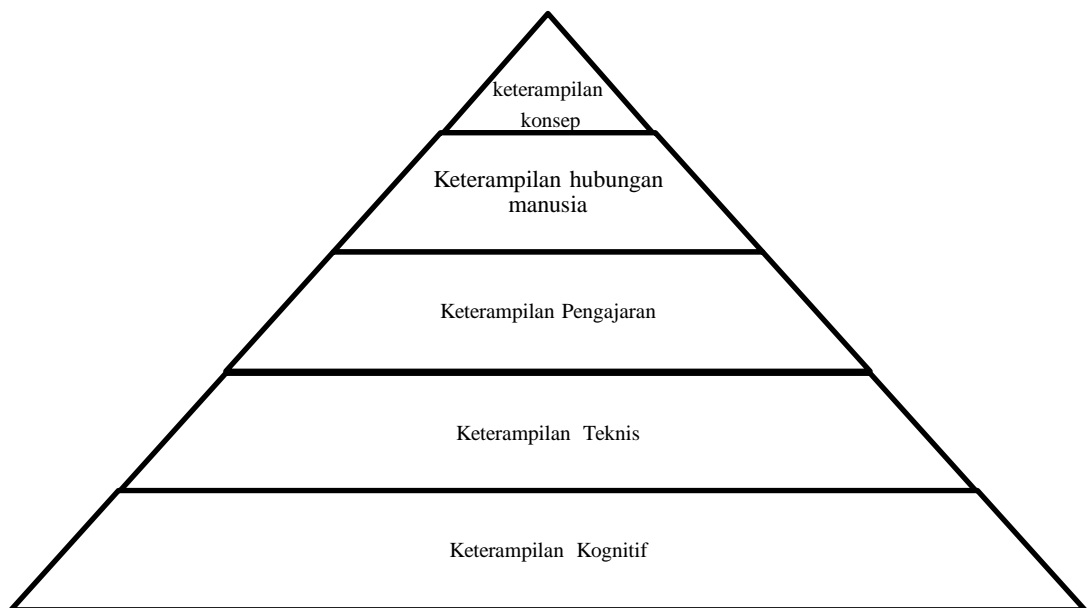 keterampilan
konsep
Keterampilan hubungan
manusia
Keterampilan Pengajaran
Keterampilan Teknis
Keterampilan Kognitif